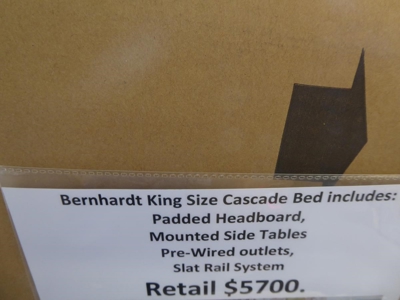 Bernhardt King Size Cascade Bed includes:
Padded Headboard,
Mounted Side Tables
Pre-Wired outlets,
Slat Rail System
Retail $5700.